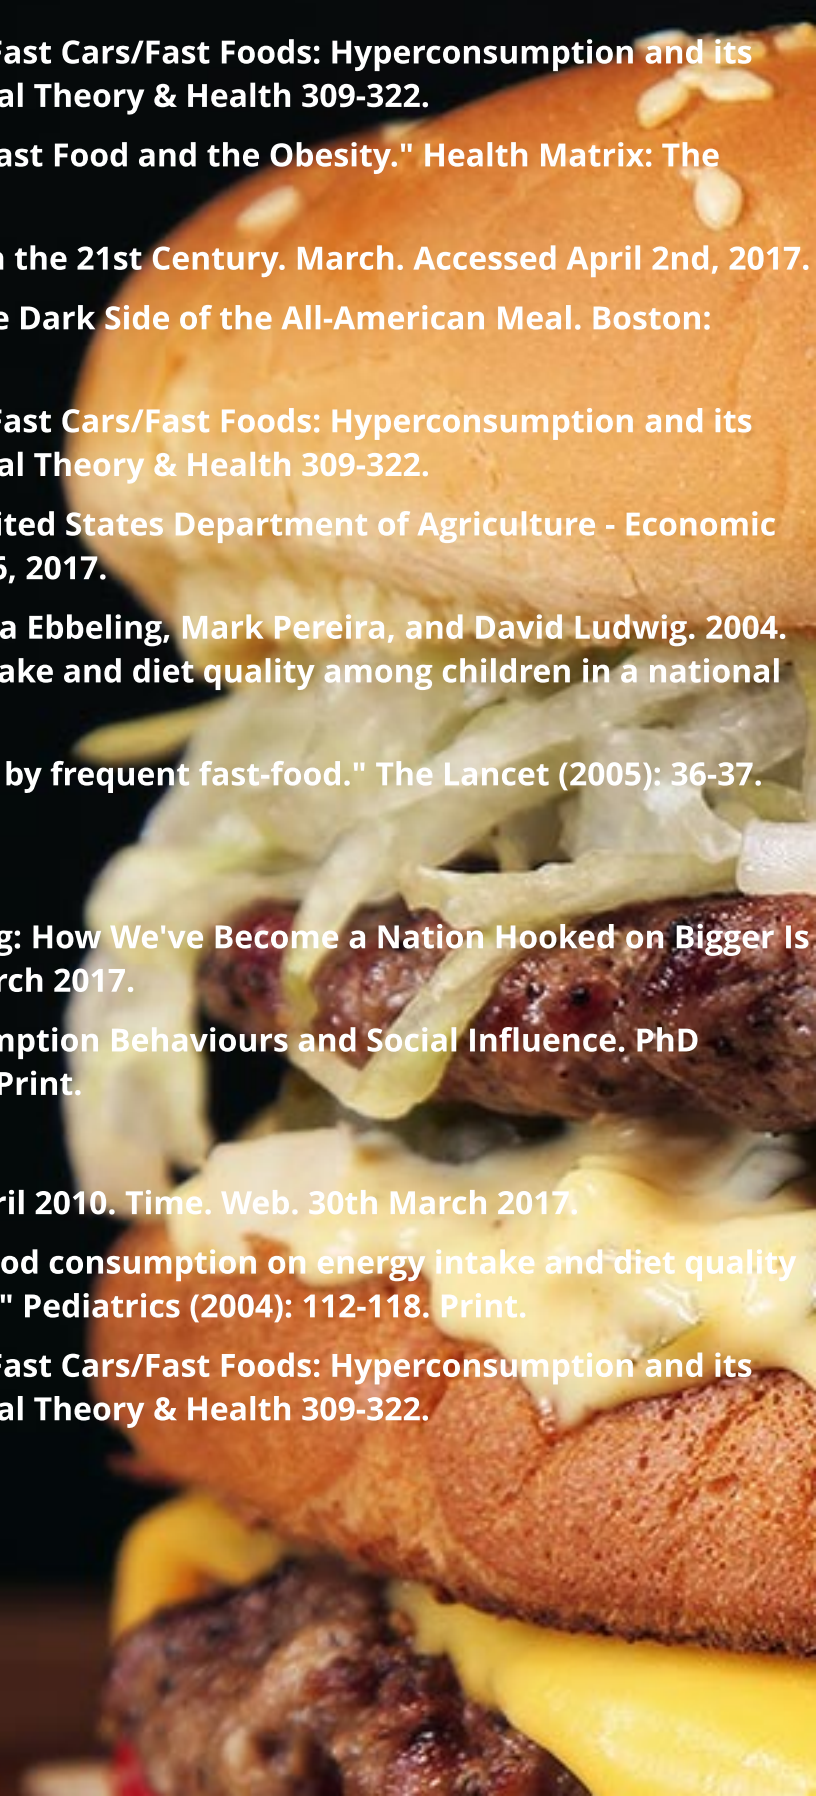 Fast Cars/Fast Foods: Hyperconsumption and its
al Theory & Health 309-322.
ast Food and the Obesity." Health Matrix: The
the 21st Century. March. Accessed April 2nd, 2017.
e Dark Side of the All-American Meal. Boston:
Fast Cars/Fast Foods: Hyperconsumption and its
al Theory & Health 309-322.
ited States Department of Agriculture - Economic
, 2017.
a Ebbeling, Mark Pereira, and David Ludwig. 2004.
ake and diet quality among children in a national
by frequent fast-food." The Lancet (2005): 36-37.
g: How We've Become a Nation Hooked on Bigger Is
rch 2017.
mption Behaviours and Social Influence. PhD
Print.
ril 2010. Time. Web. 30th March 2017.
od consumption on energy intake and diet quality
" Pediatrics (2004): 112-118. Print.
Fast Cars/Fast Foods: Hyperconsumption and its
al Theory & Health 309-322.